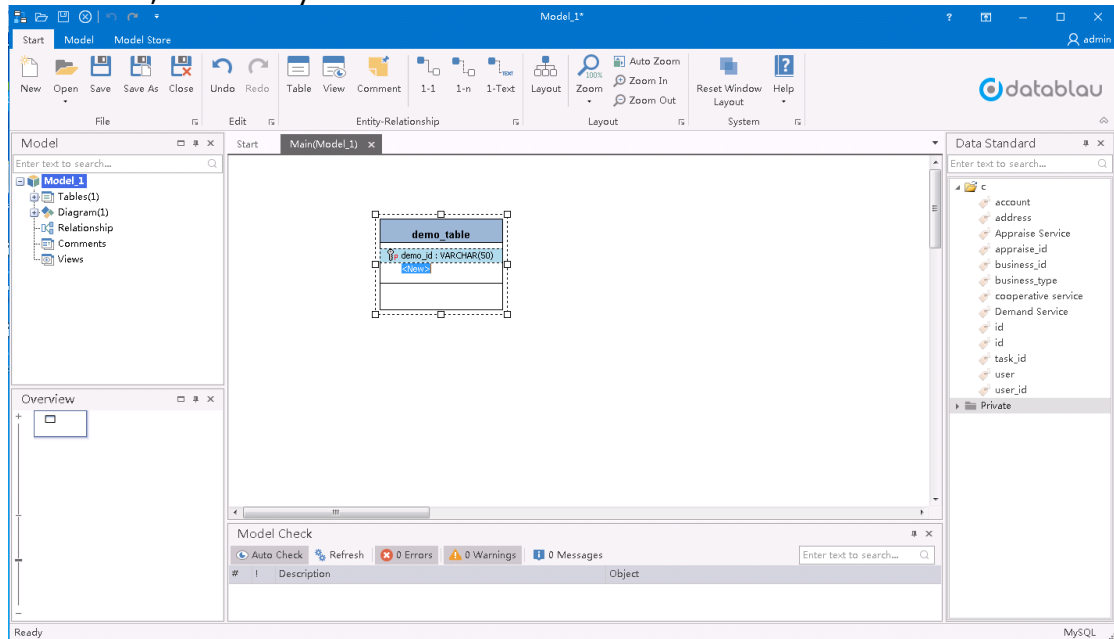 Model_1*
Start Model Model Store
admin
New Open Save Save As Close Undo Redo Table View Comment 1-1 1-n 1-Text Layout Zoom Reset Window Layout Help
100%
TEXT
Auto Zoom
Zoom In
Zoom Out
datablau
File Edit Entity-Relationship Layout System
Model
Enter text to search...
Model_1
Tables(1)
Diagram(1)
Relationship
Comments
Views
Overview
Start Main(Model_1)
demo_table
demo_id : VARCHAR(50)
<New>
Model Check
Auto Check Refresh 0 Errors 0 Warnings 0 Messages Enter text to search...
# ! Description Object
Data Standard
Enter text to search...
c
account
address
Appraise Service
appraise_id
business_id
business_type
cooperative service
Demand Service
id
id
task_id
user
user_id
Private
Ready MySQL